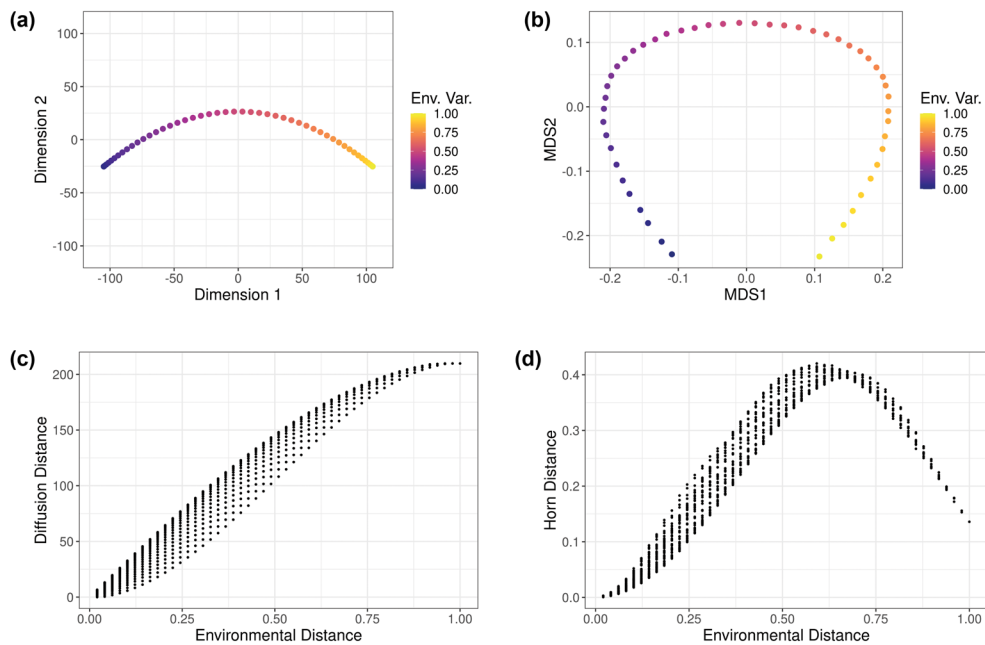 (a)
100
50
0
-50
-100
Dimension 2
-100 -50 0 50 100
Dimension 1
Env. Var.
1.00
0.75
0.50
0.25
0.00
(b)
0.1
0.0
-0.1
-0.2
MDS2
-0.2 -0.1 0.0 0.1 0.2
MDS1
Env. Var.
1.00
0.75
0.50
0.25
0.00
(c)
200
150
100
50
0
Diffusion Distance
0.00 0.25 0.50 0.75 1.00
Environmental Distance
(d)
0.4
0.3
0.2
0.1
0.0
Horn Distance
0.00 0.25 0.50 0.75 1.00
Environmental Distance